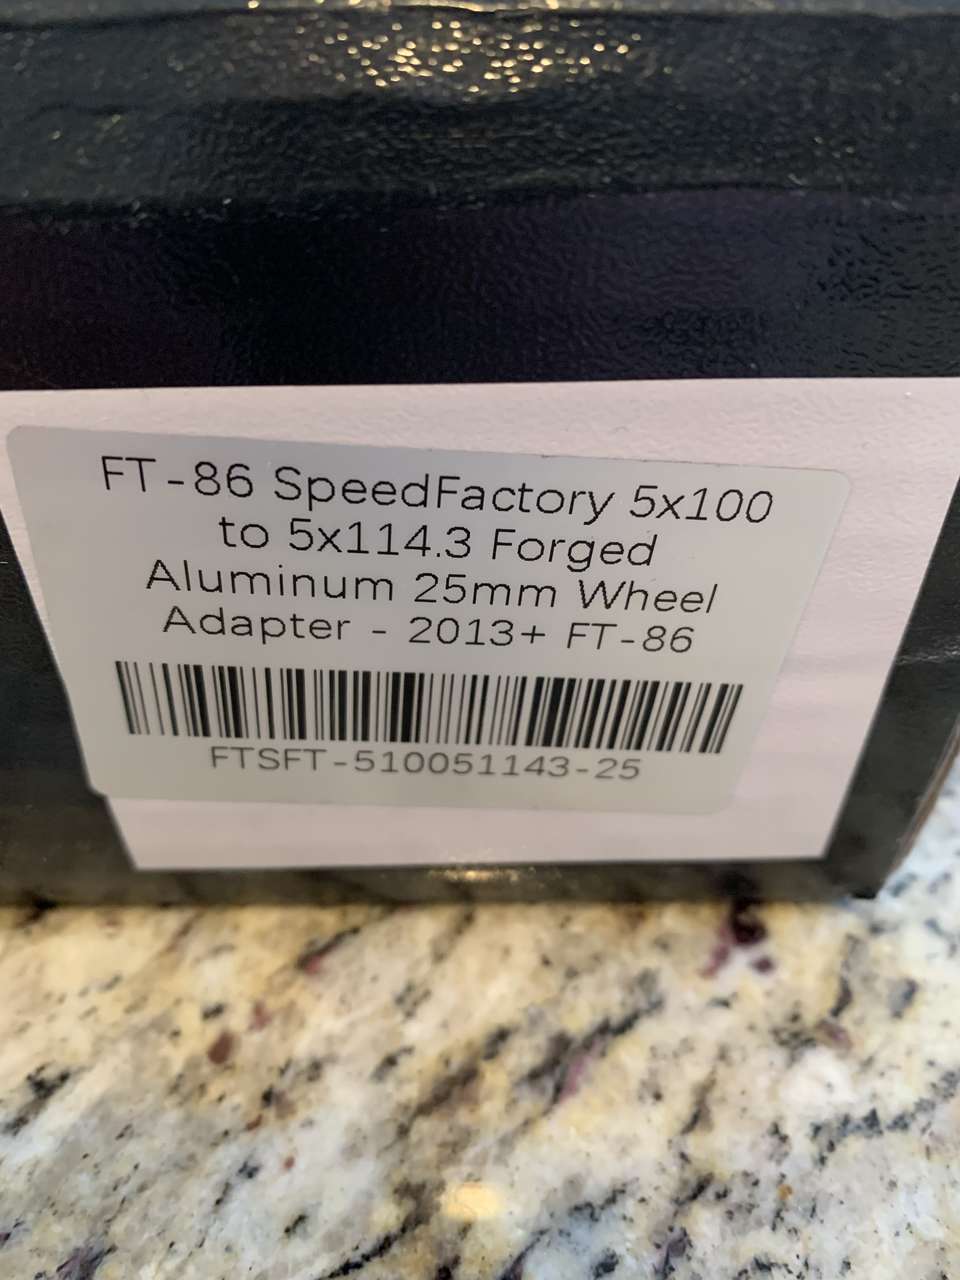 FT-86 SpeedFactory 5x100
to 5x114.3 Forged
Aluminum 25mm Wheel
Adapter - 2013+ FT-86
FTSFT-510051143-25